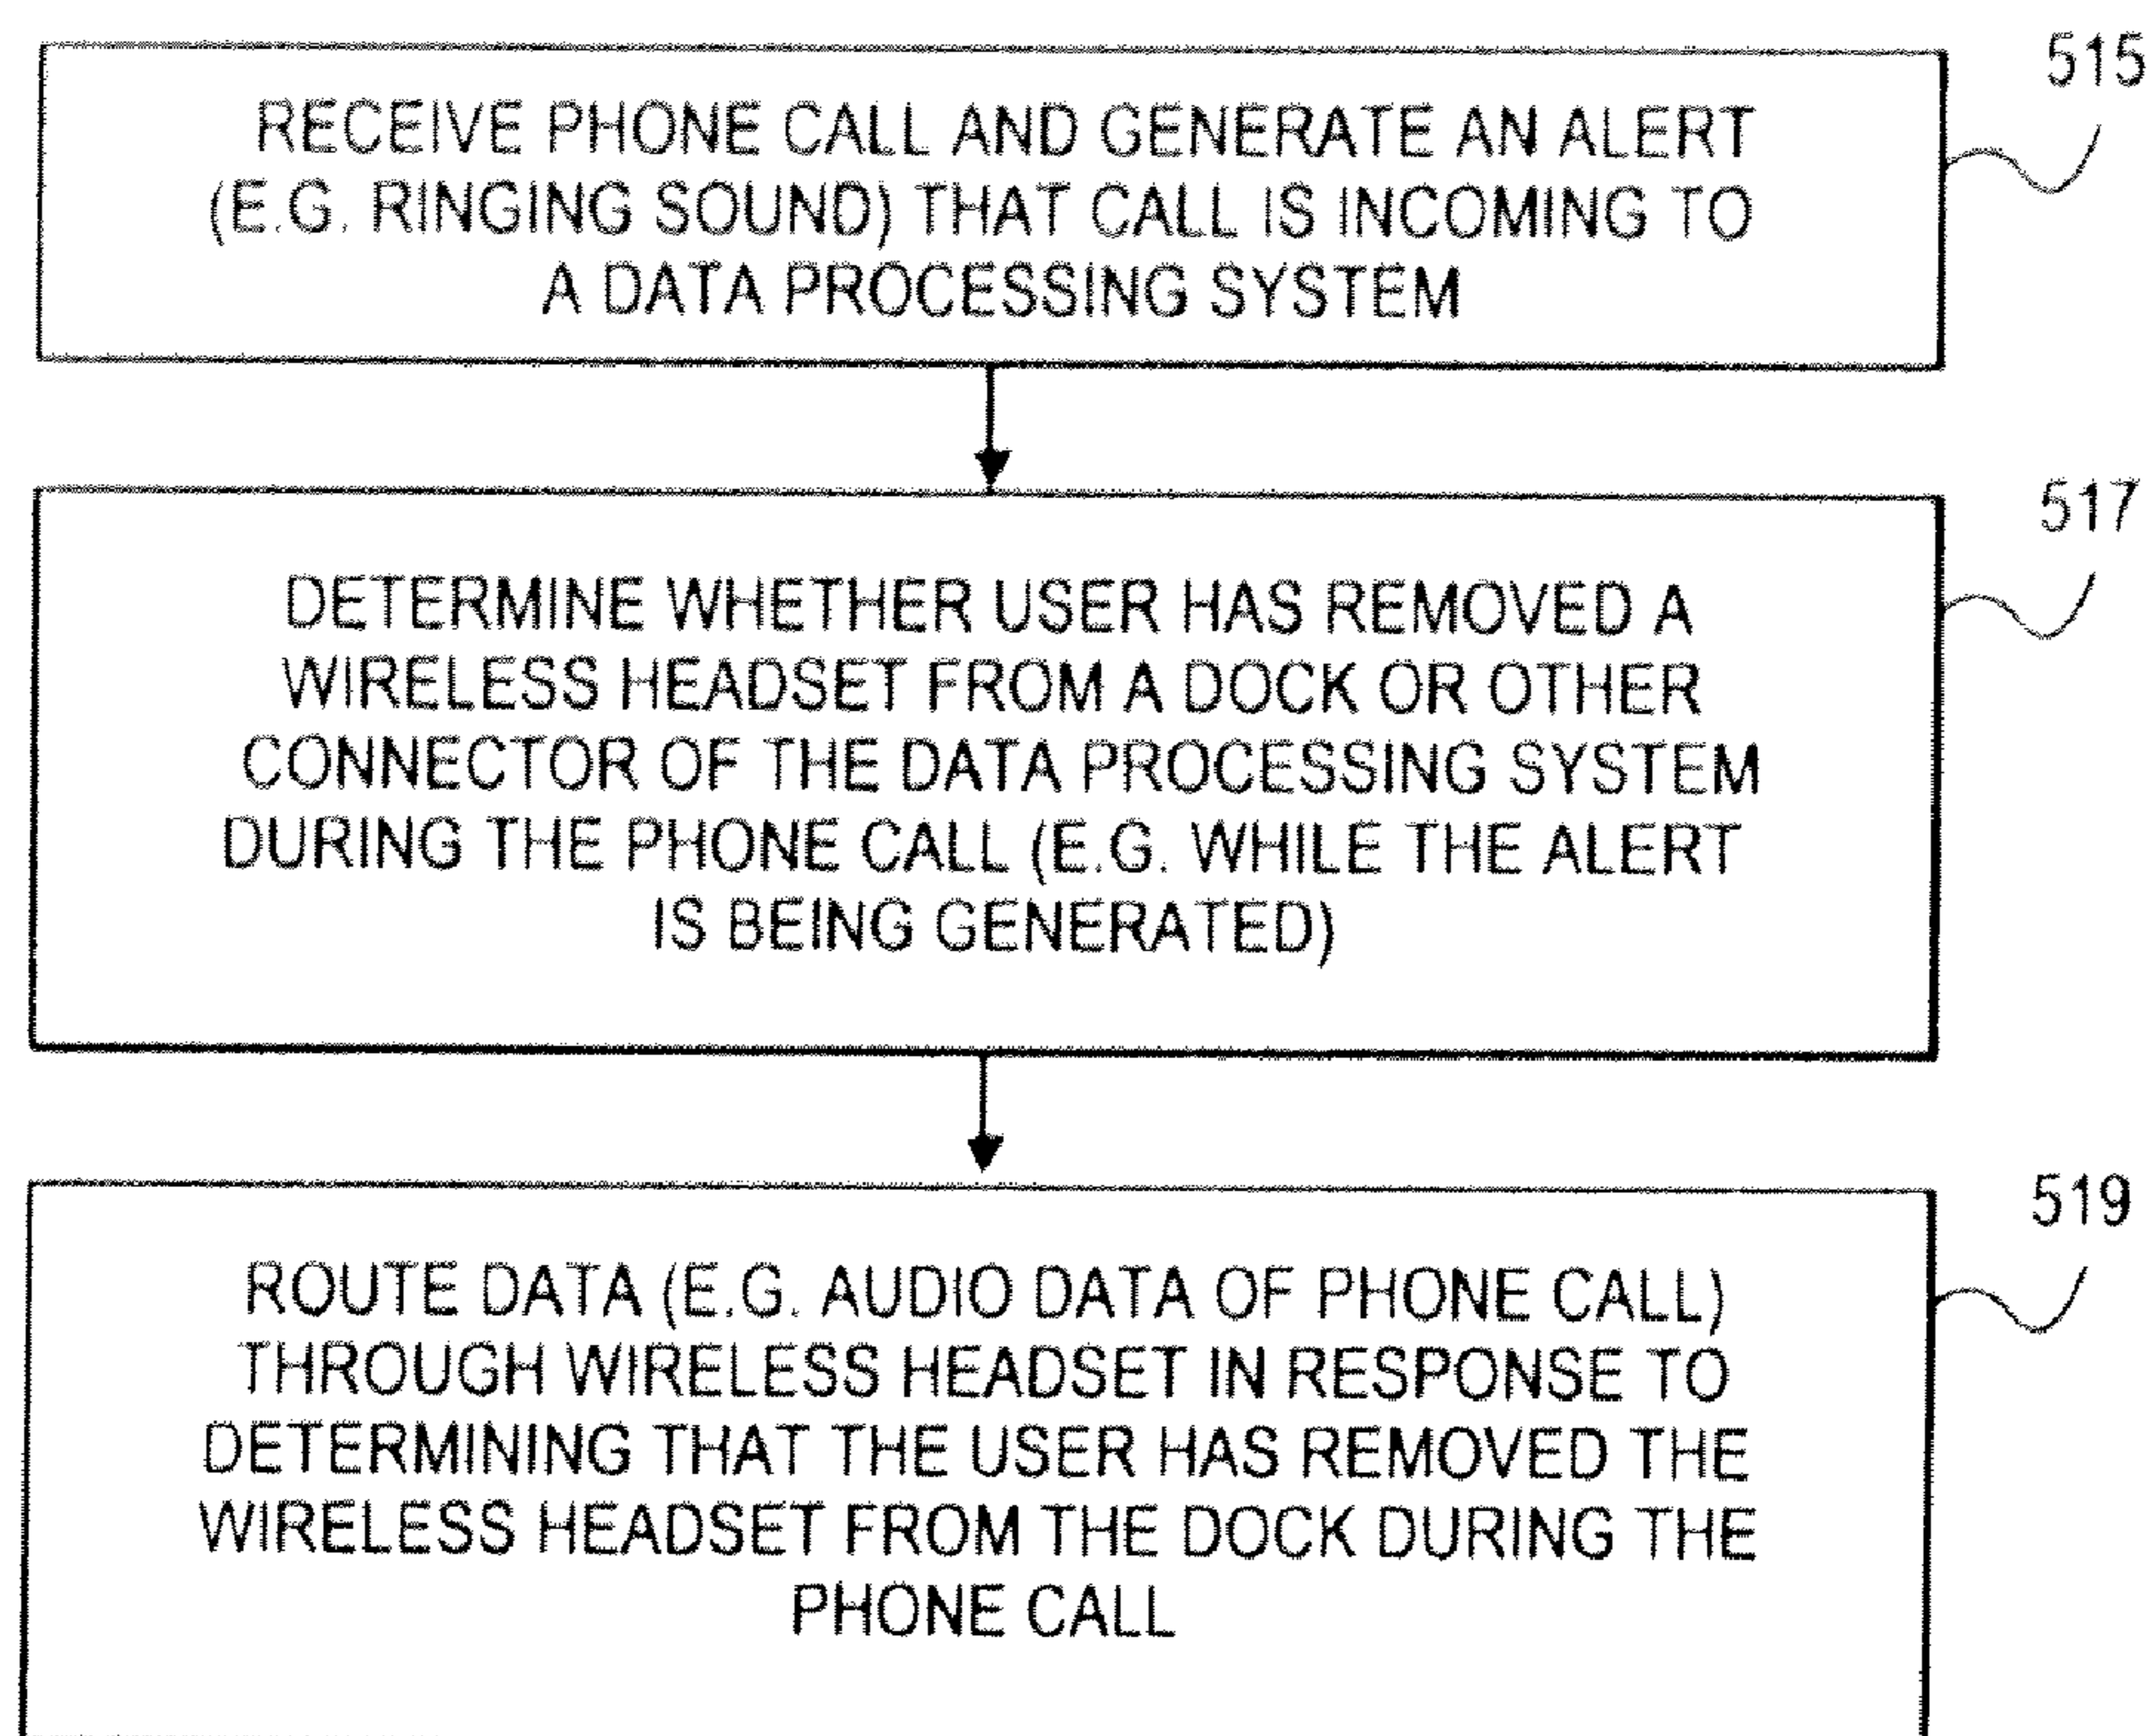 515
RECEIVE PHONE CALL AND GENERATE AN ALERT
(E.G. RINGING SOUND) THAT CALL IS INCOMING TO
A DATA PROCESSING SYSTEM
517
DETERMINE WHETHER USER HAS REMOVED A
WIRELESS HEADSET FROM A DOCK OR OTHER
CONNECTOR OF THE DATA PROCESSING SYSTEM
DURING THE PHONE CALL (E.G. WHILE THE ALERT
IS BEING GENERATED)
519
ROUTE DATA (E.G. AUDIO DATA OF PHONE CALL)
THROUGH WIRELESS HEADSET IN RESPONSE TO
DETERMINING THAT THE USER HAS REMOVED THE
WIRELESS HEADSET FROM THE DOCK DURING THE
PHONE CALL